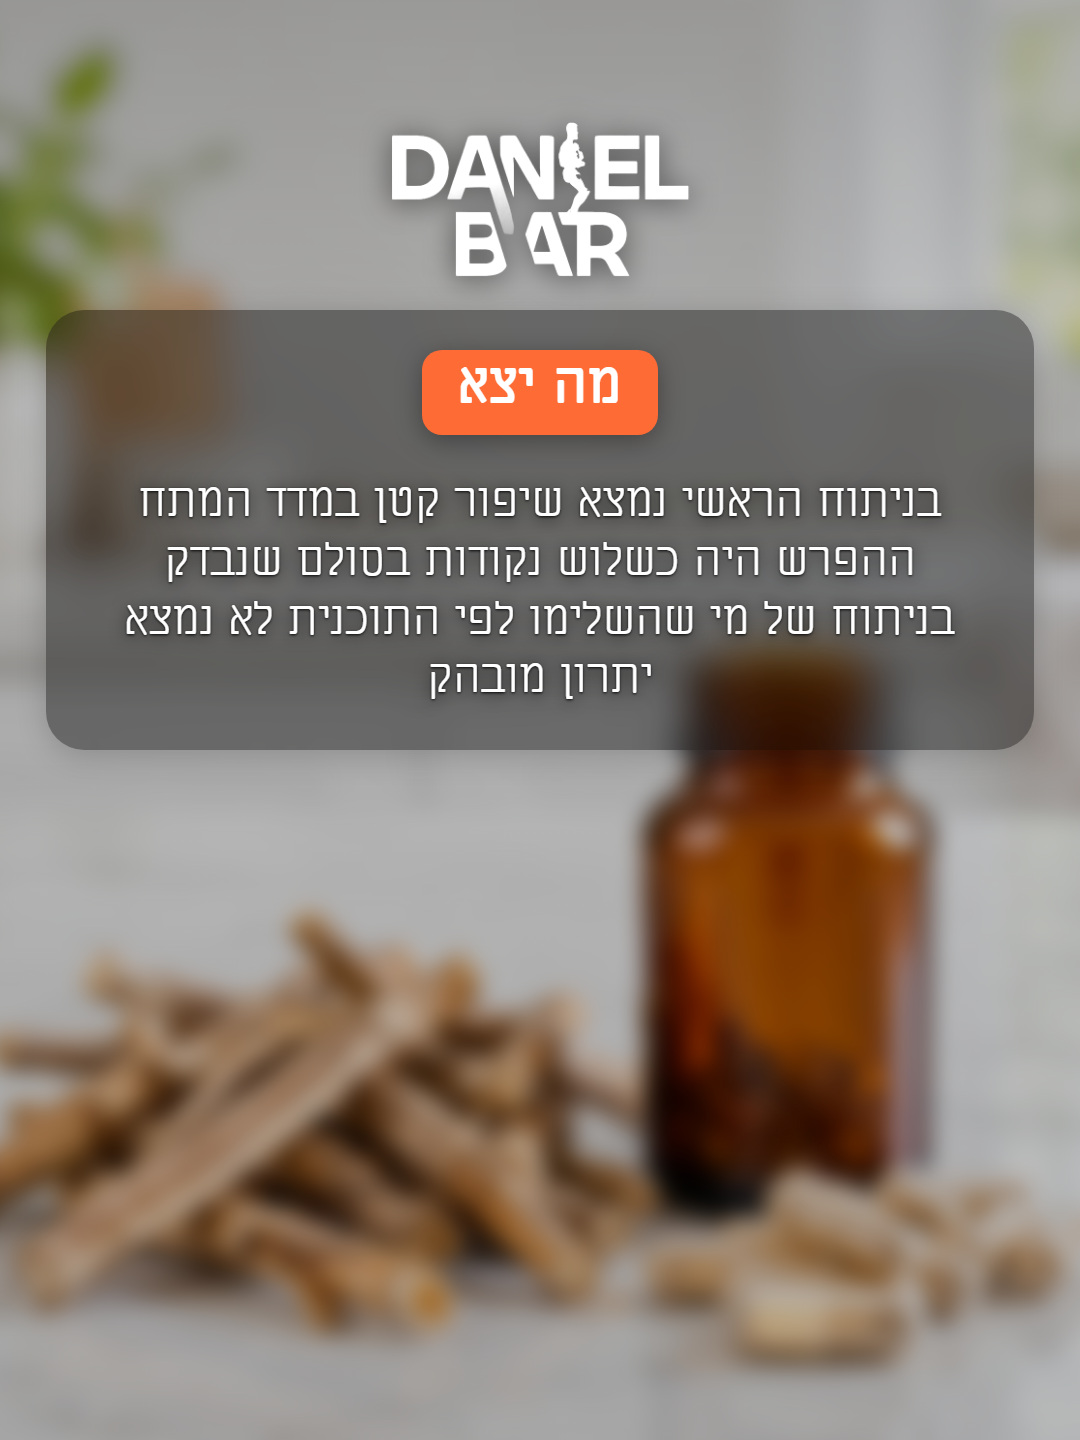 DANIEL
BAR
מה יצא
בניתוח הראשי נמצא שיפור קטן במדד המתח
ההפרש היה כשלוש נקודות בסולם שנבדק
בניתוח של מי שהשלימו לפי התוכנית לא נמצא
יתרון מובהק